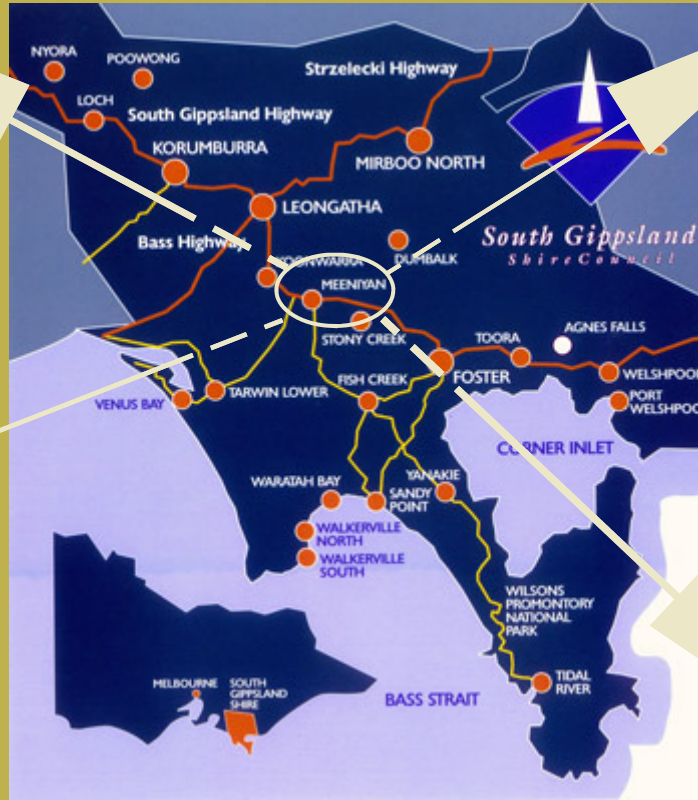 NYORA
POOWONG
Strzelecki Highway
LOCH
South Gippsland
Highway
KORUMBURRA
MIRBOO NORTH
LEONGATHA
South Gippsland
Shire Council
Bass Highway
DUMBALK
KOONWARRA
MEENIYAN
STONY CREEK
TOORA
AGNES FALLS
FISH CREEK
FOSTER
WELSHPOOL
TARWIN LOWER
VENUS BAY
PORT
WELSHPOO
CORNER INLET
WARATAH BAY
YANAKIE
SANDY
POINT
WALKERVILLE
NORTH
WALKERVILLE
SOUTH
WILSONS
PROMONTORY
NATIONAL
PARK
MELBOURNE
SOUTH
GIPPSLAND
SHIRE
TIDAL
RIVER
BASS STRAIT